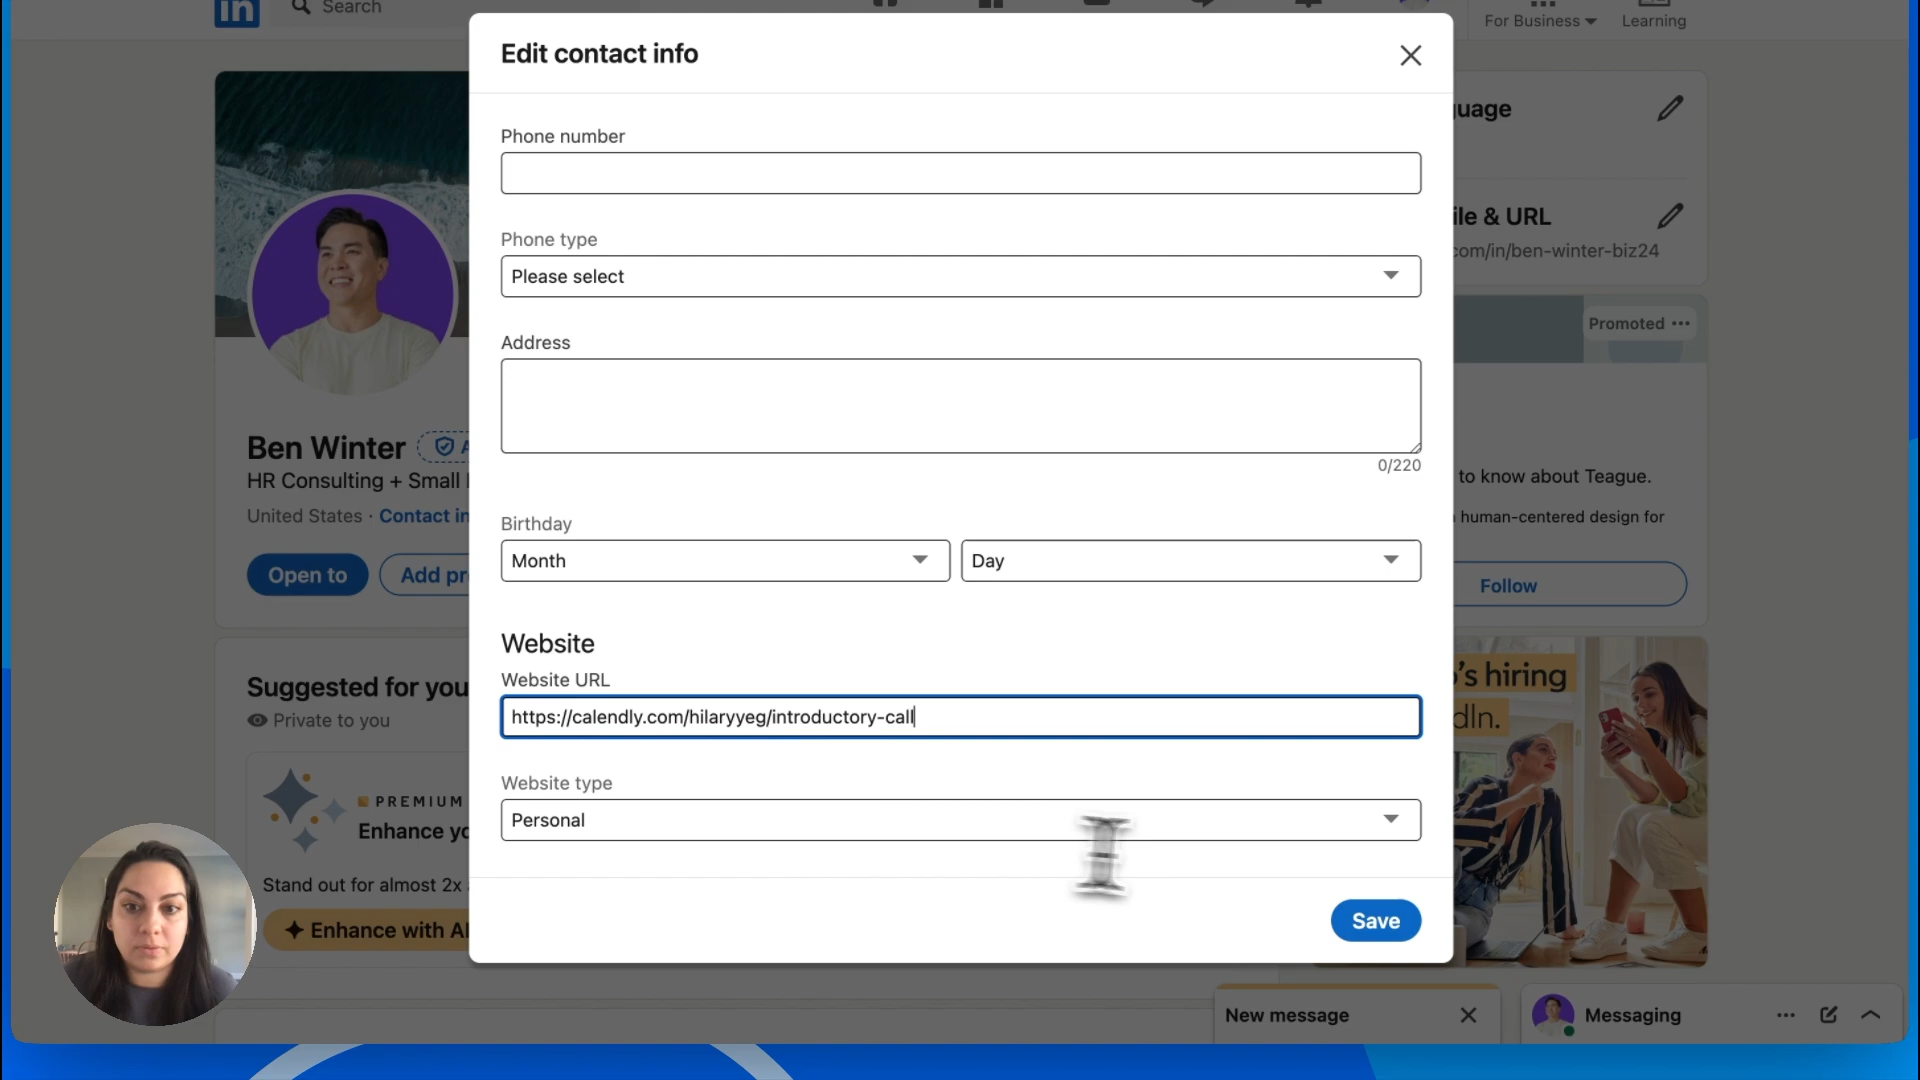 in
Search
For Business
Learning
Edit contact info
Phone number
Phone type
Please select
Address
0/220
Birthday
Month
Day
Website
Website URL
https://calendly.com/hilaryyeg/introductory-call
Website type
Personal
Save
Ben Winter
HR Consulting + Small
United States · Contact in
Open to
Add pr
Suggested for you
Private to you
PREMIUM
Enhance yo
Stand out for almost 2x
Enhance with AI
guage
ile & URL
com/in/ben-winter-biz24
Promoted
to know about Teague.
human-centered design for
Follow
's hiring
dIn.
New message
Messaging